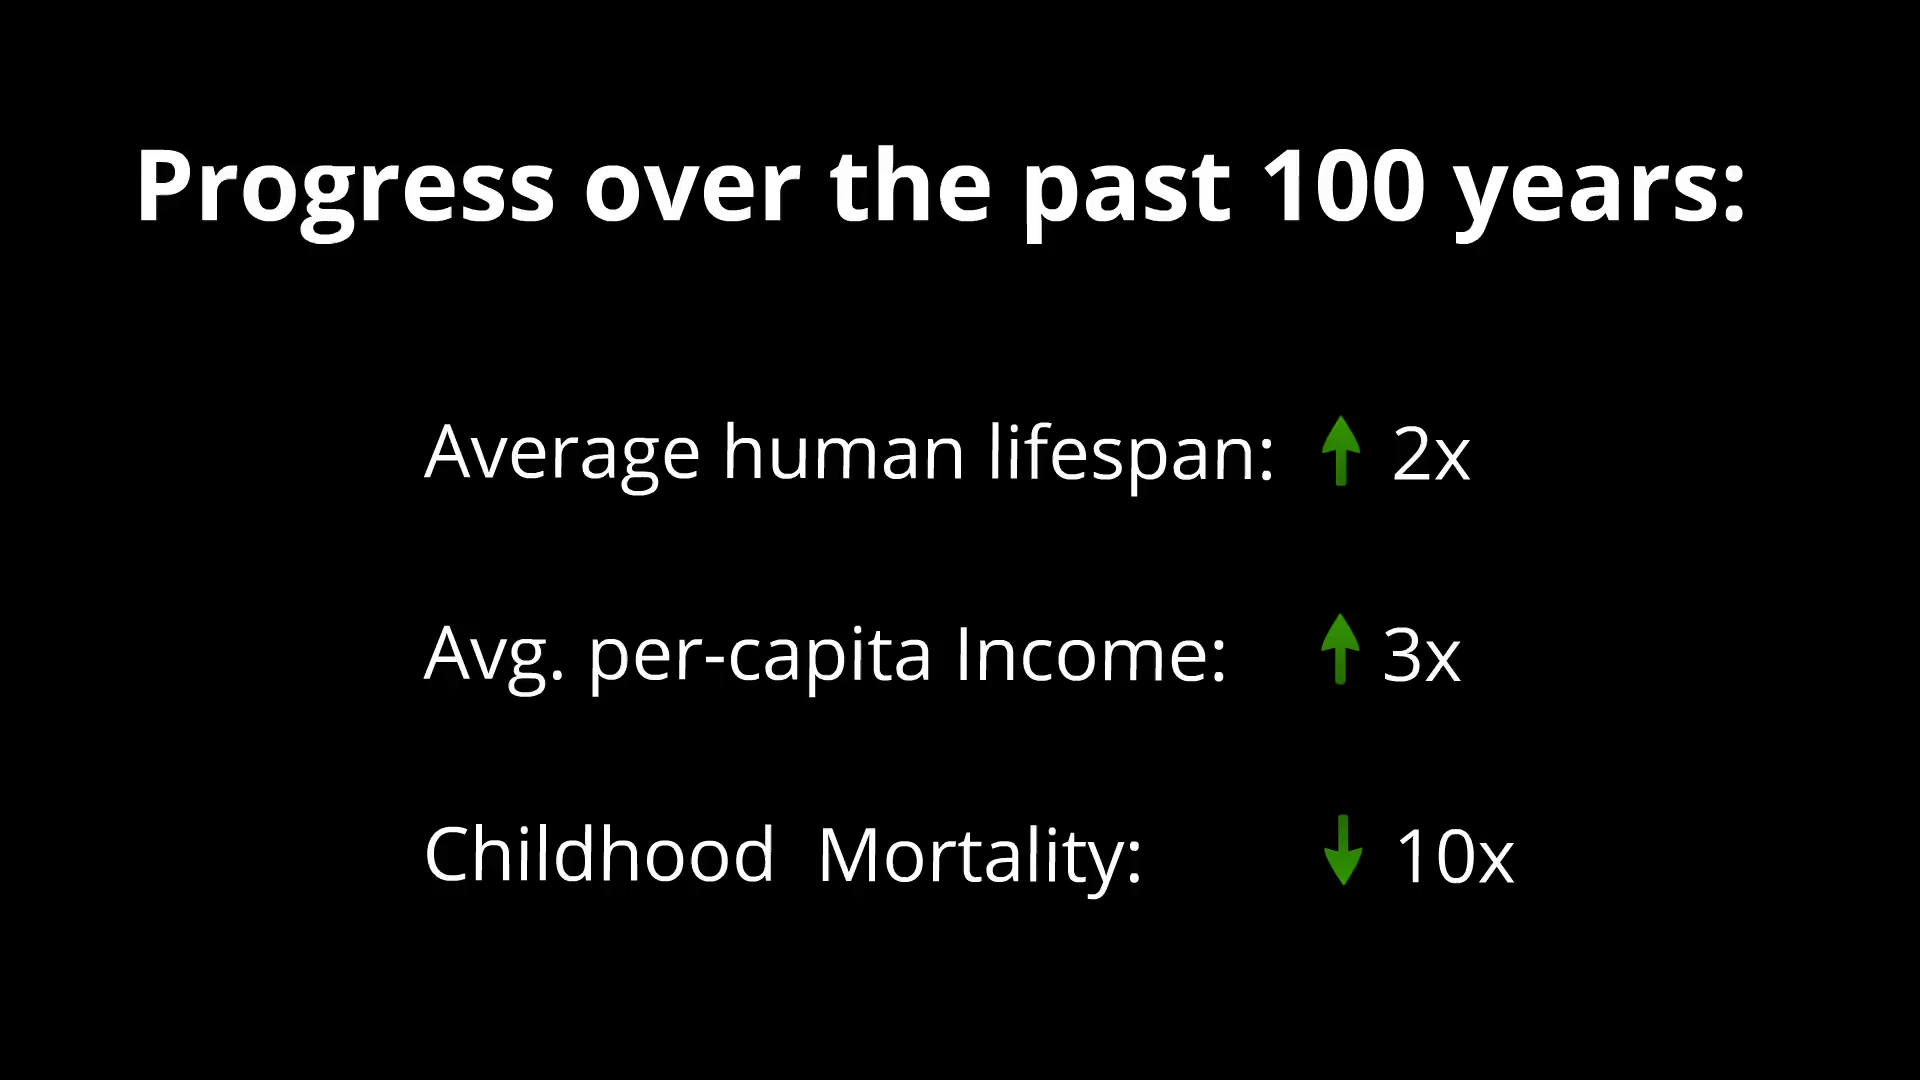 Progress over the past 100 years:
Average human lifespan: ↑ 2x
Avg. per-capita Income: ↑ 3x
Childhood Mortality: ↓ 10x